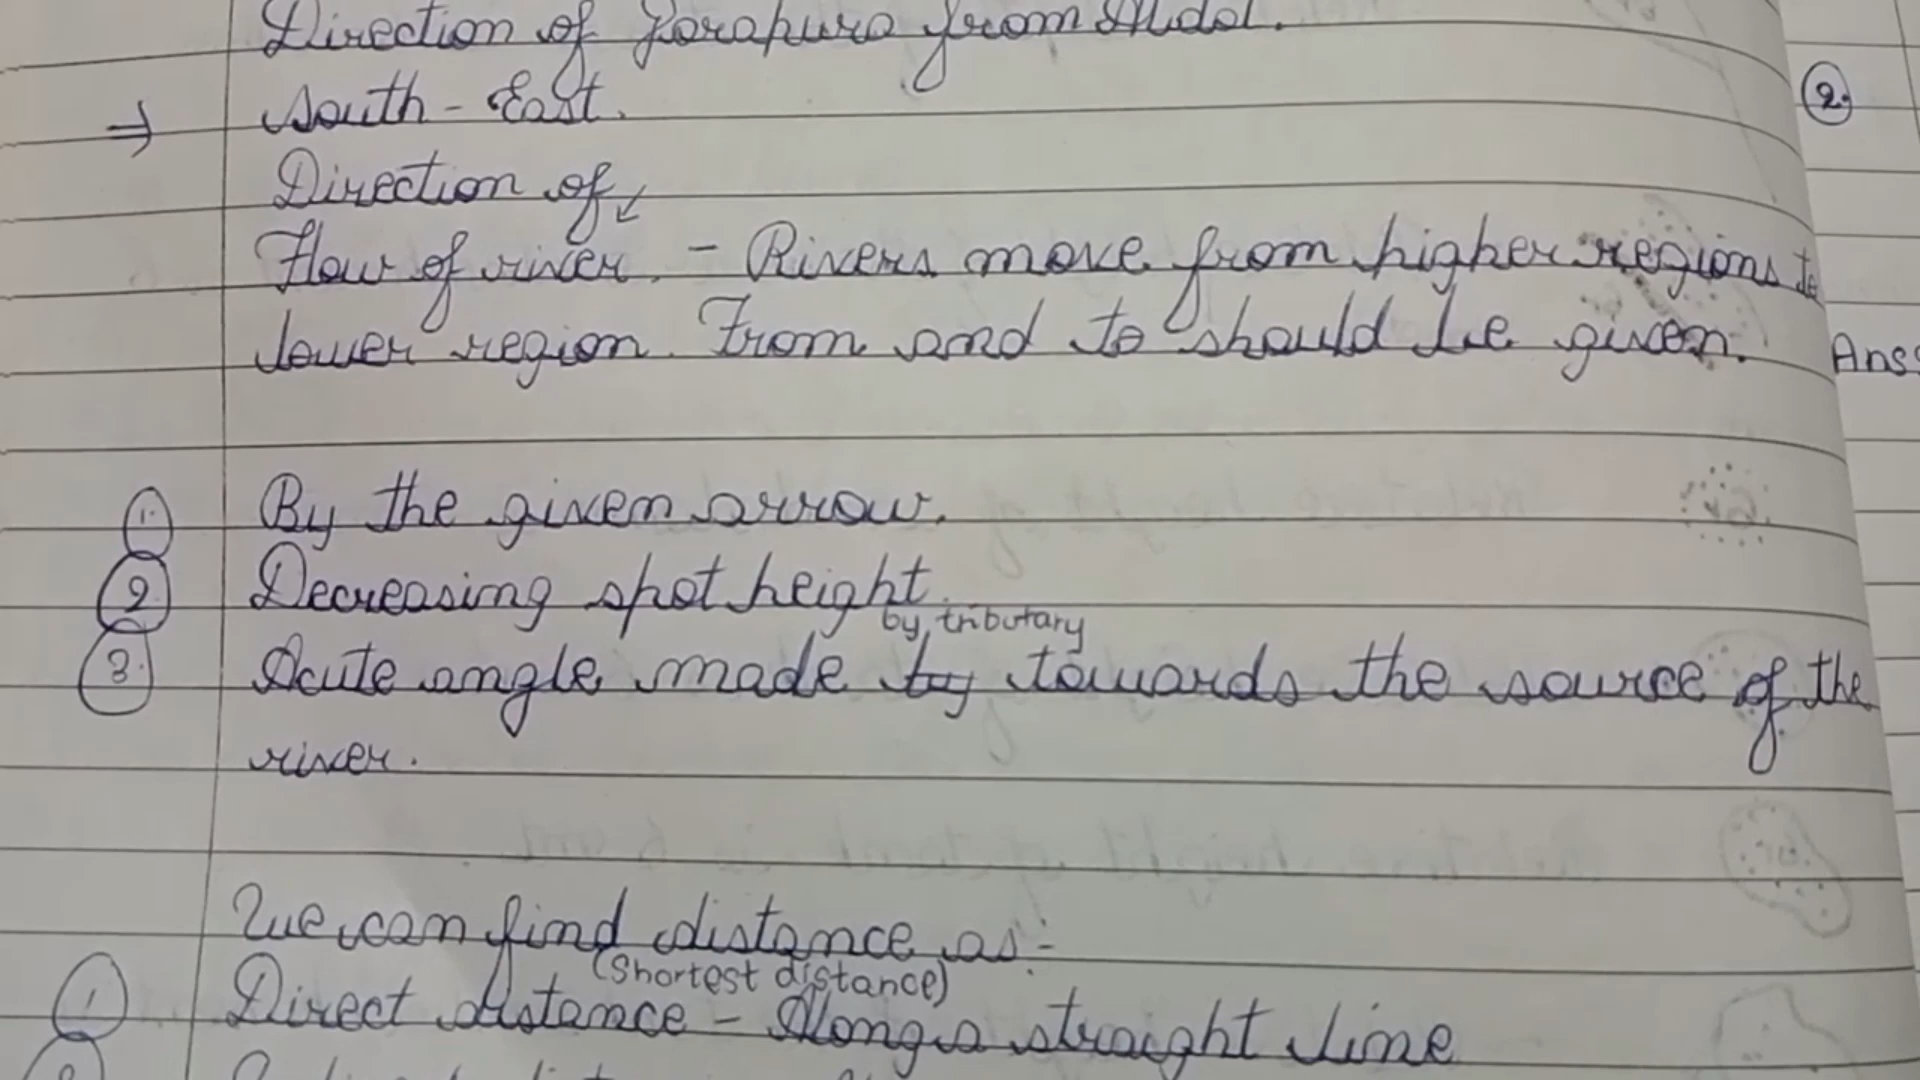 Direction of Jorapura from Aldol.
⇒ South - East.
Direction of ↙
Flow of river. - Rivers move from higher regions to
lower region. From and to should be given.
1. By the given arrow.
2 Decreasing spot height.
by tributary
3. Acute angle made by towards the source of the
river.
We can find distance as:-
(Shortest distance)
1 Direct distance - Along a straight line
2.
Ans